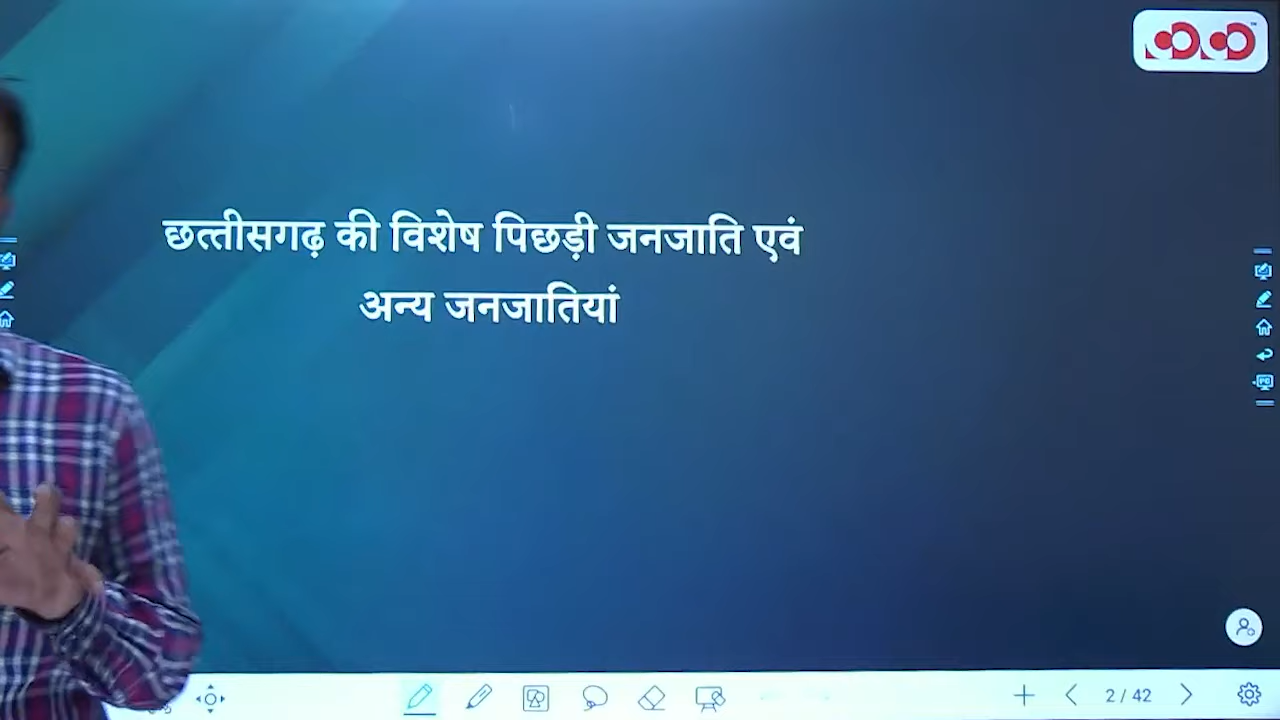 छत्तीसगढ़ की विशेष पिछड़ी जनजाति एवं
अन्य जनजातियां
2 / 42